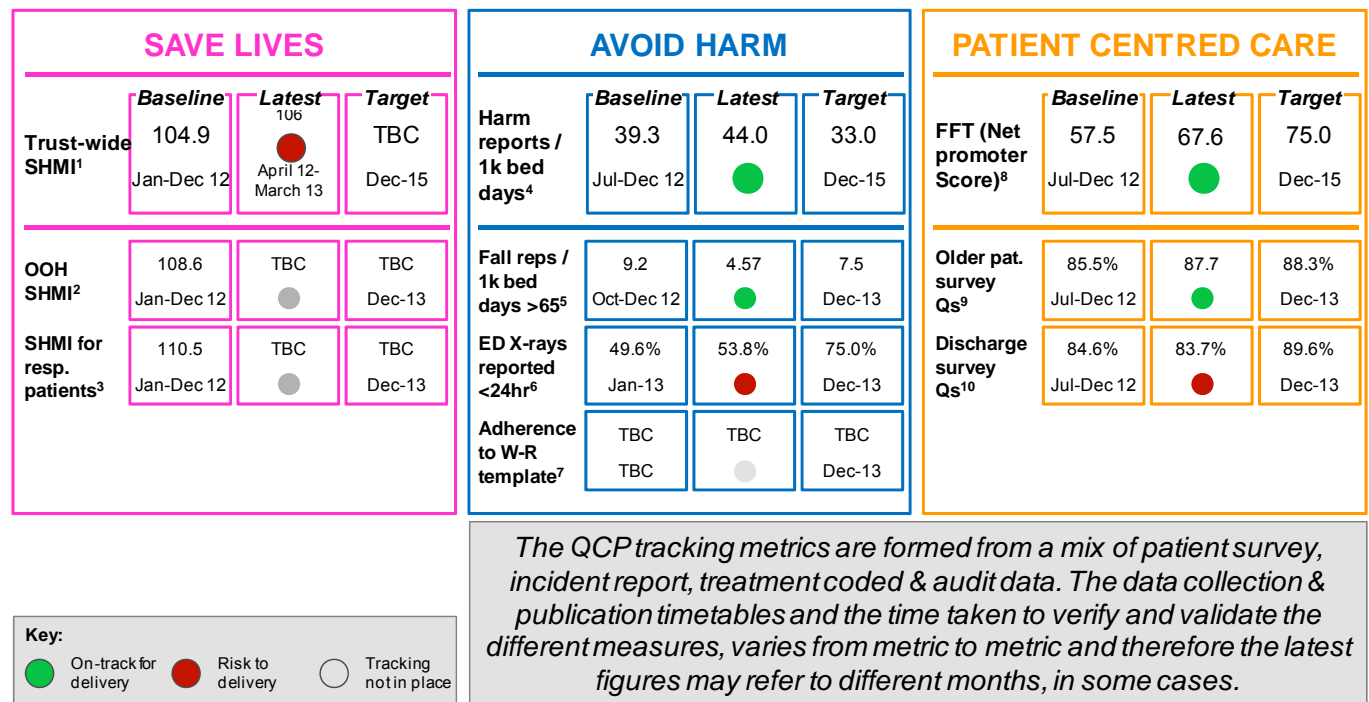 SAVE LIVES
Baseline Latest Target
Trust-wide
SHMI¹
104.9
Jan-Dec 12
106
April 12-
March 13
TBC
Dec-15
OOH
SHMI²
108.6
Jan-Dec 12
TBC
TBC
Dec-13
SHMI for
resp.
patients³
110.5
Jan-Dec 12
TBC
TBC
Dec-13
AVOID HARM
Baseline Latest Target
Harm
reports /
1k bed
days⁴
39.3
Jul-Dec 12
44.0
33.0
Dec-15
Fall reps /
1k bed
days >65⁵
9.2
Oct-Dec 12
4.57
7.5
Dec-13
ED X-rays
reported
<24hr⁶
49.6%
Jan-13
53.8%
75.0%
Dec-13
Adherence
to W-R
template⁷
TBC
TBC
TBC
TBC
Dec-13
PATIENT CENTRED CARE
Baseline Latest Target
FFT (Net
promoter
Score)⁸
57.5
Jul-Dec 12
67.6
75.0
Dec-15
Older pat.
survey
Qs⁹
85.5%
Jul-Dec 12
87.7
88.3%
Dec-13
Discharge
survey
Qs¹⁰
84.6%
Jul-Dec 12
83.7%
89.6%
Dec-13
Key:
On-track for
delivery
Risk to
delivery
Tracking
not in place
The QCP tracking metrics are formed from a mix of patient survey,
incident report, treatment coded & audit data. The data collection &
publication timetables and the time taken to verify and validate the
different measures, varies from metric to metric and therefore the latest
figures may refer to different months, in some cases.